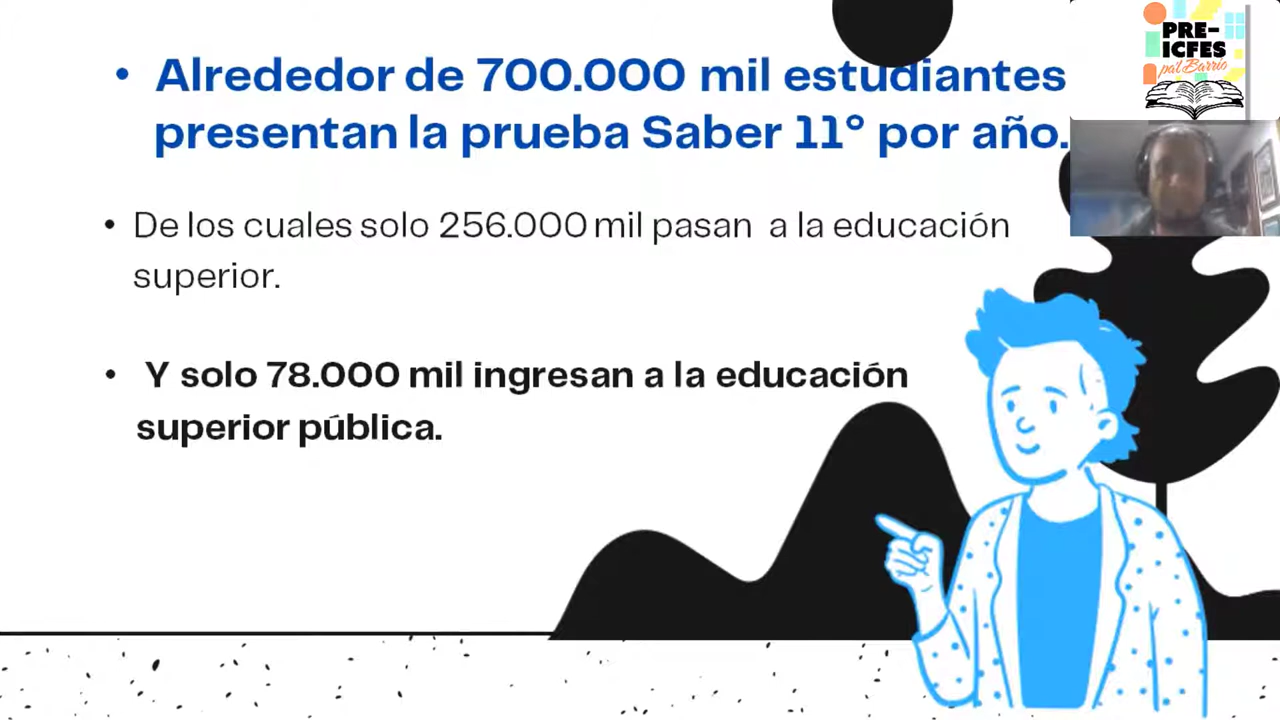 • Alrededor de 700.000 mil estudiantes
presentan la prueba Saber 11° por año.
• De los cuales solo 256.000 mil pasan a la educación
superior.
• Y solo 78.000 mil ingresan a la educación
superior pública.
PRE-
ICFES
pa'l Barrio